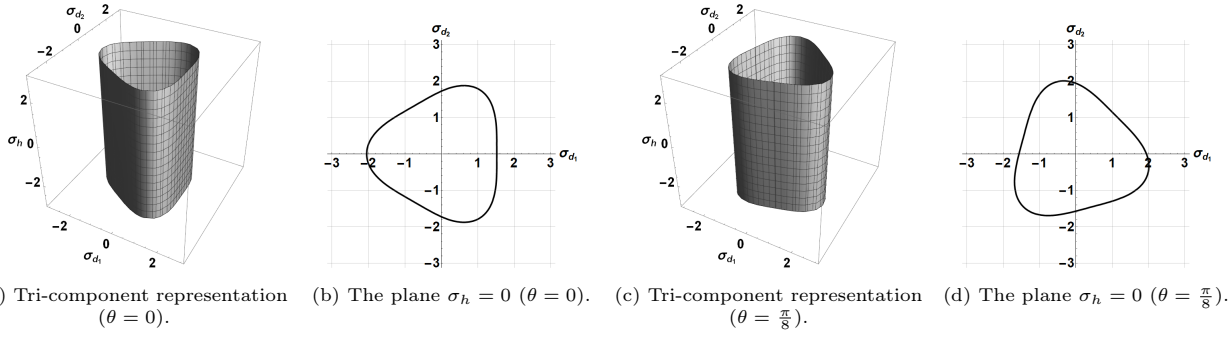 σd₂ 2
0
−2
2
σh 0
−2
−2
0
σd₁
2
σd₂
3
2
1
−3 −2 −1 1 2 3 σd₁
−1
−2
−3
σd₂ 2
0
−2
2
σh 0
−2
−2
0
σd₁
2
σd₂
3
2
1
−3 −2 −1 1 2 3 σd₁
−1
−2
−3
) Tri-component representation
(θ = 0).
(b) The plane σh = 0 (θ = 0).
(c) Tri-component representation
(θ = π/8).
(d) The plane σh = 0 (θ = π/8).